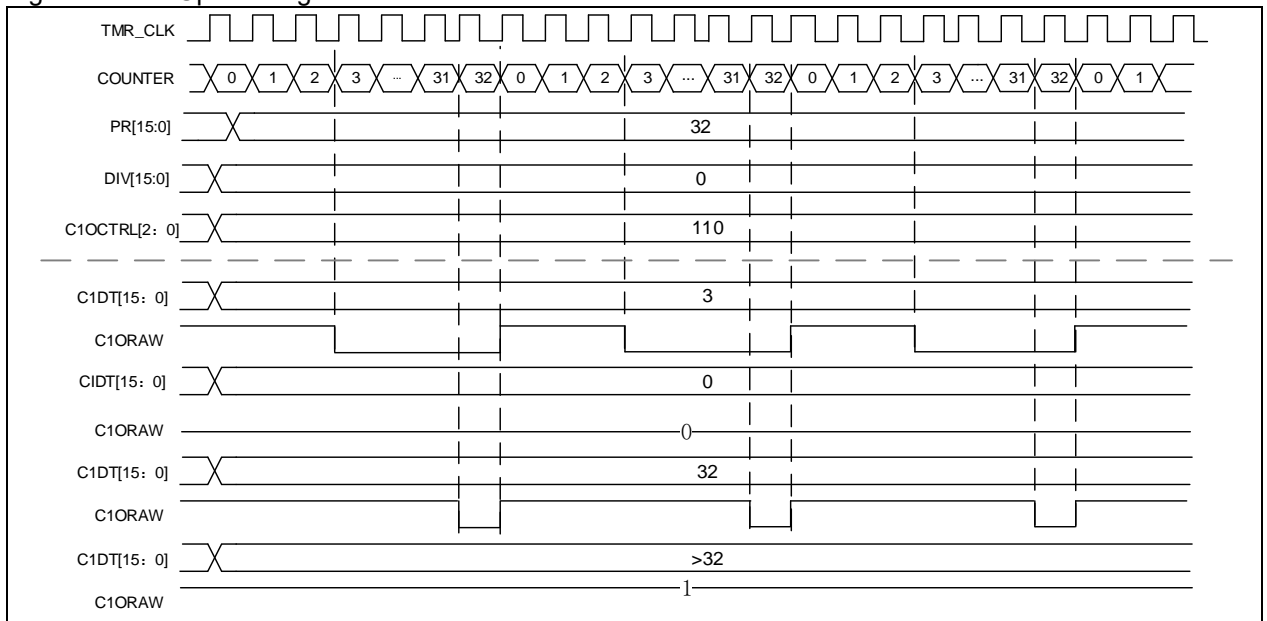 TMR_CLK
COUNTER 0 1 2 3 ... 31 32 0 1 2 3 ... 31 32 0 1 2 3 ... 31 32 0 1
PR[15:0] 32
DIV[15:0] 0
C1OCTRL[2：0] 110
C1DT[15：0] 3
C1ORAW
CIDT[15：0] 0
C1ORAW 0
C1DT[15：0] 32
C1ORAW
C1DT[15：0] >32
C1ORAW 1